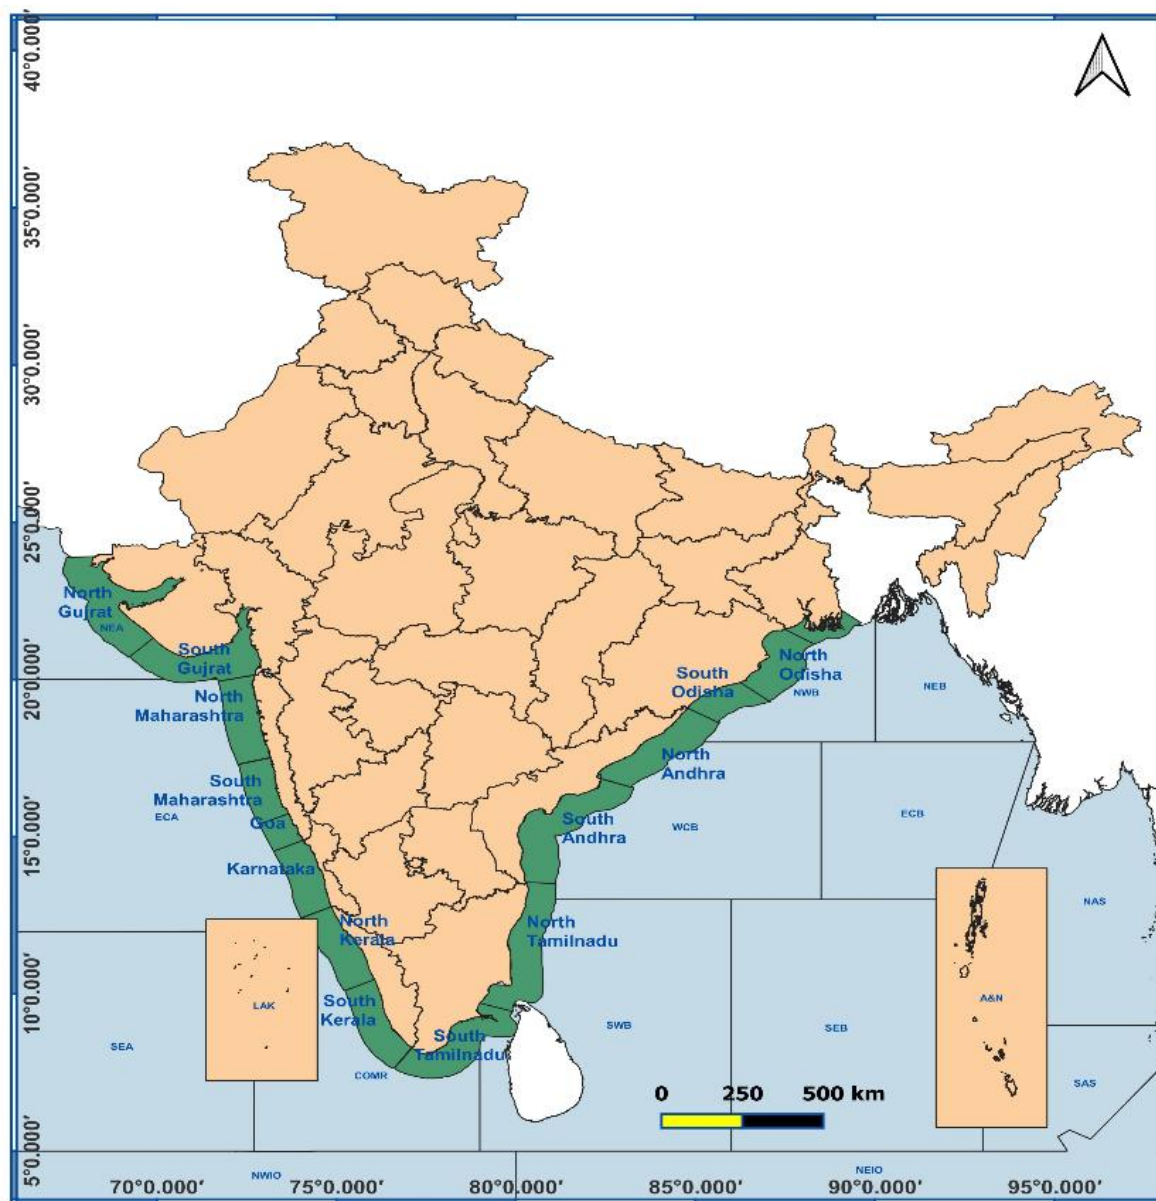 40°0.000'
35°0.000'
30°0.000'
25°0.000'
20°0.000'
15°0.000'
10°0.000'
5°0.000'
North
Gujrat
NEA
South
Gujrat
North
Maharashtra
South
Maharashtra
ECA
Goa
Karnataka
North
Kerala
South
Kerala
South
Tamilnadu
North
Tamilnadu
South
Andhra
North
Andhra
South
Odisha
North
Odisha
NWB
NEB
WCB
ECB
NAS
LAK
A&N
SEA
COMR
SWB
SEB
SAS
NWIO
NEIO
0 250 500 km
70°0.000' 75°0.000' 80°0.000' 85°0.000' 90°0.000' 95°0.000'